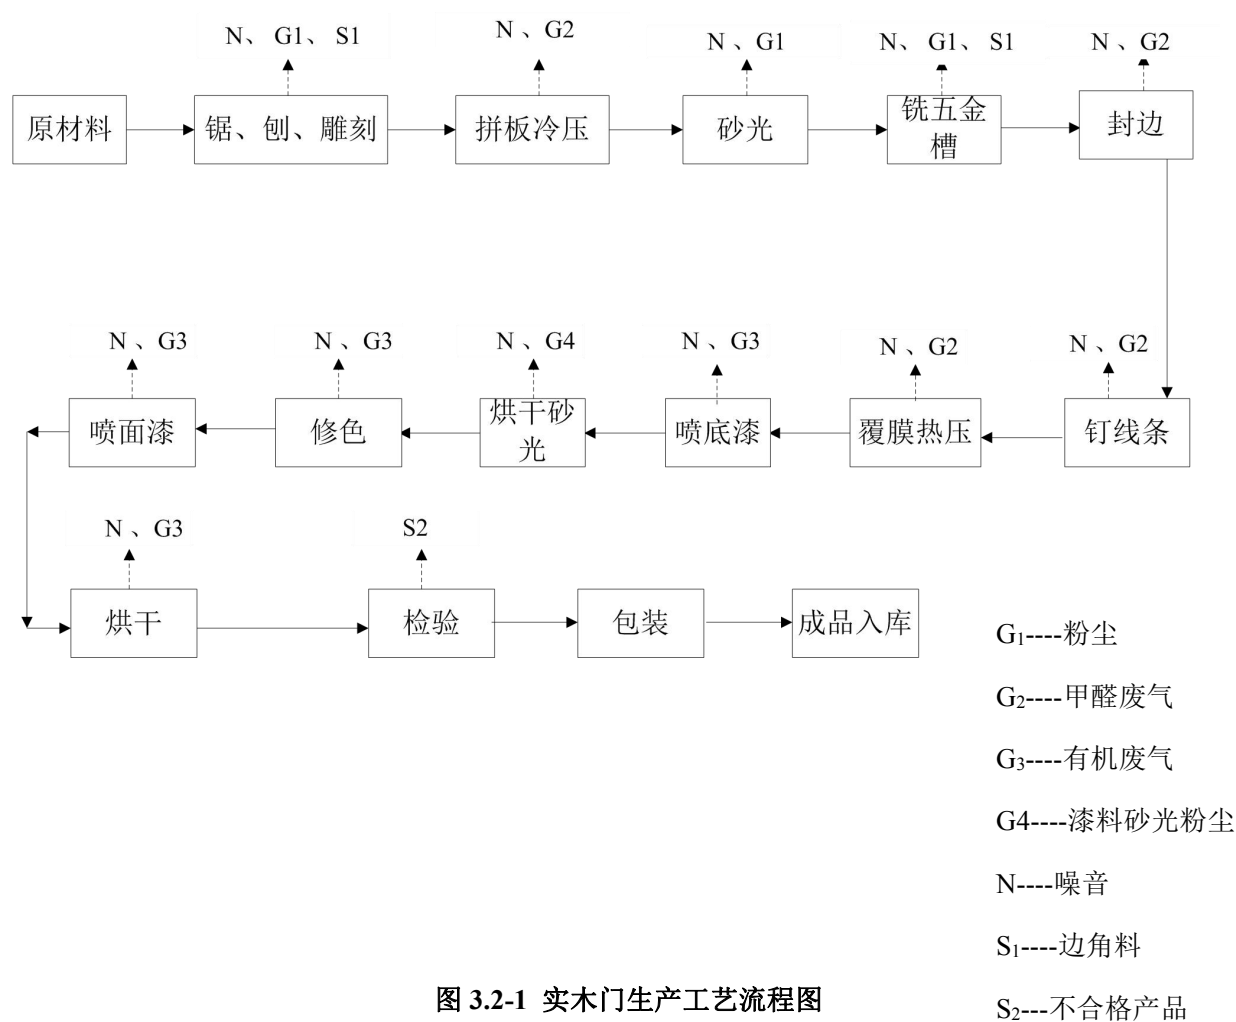 N、 G1、 S1
N 、G2
N 、G1
N、 G1、 S1
N 、G2
原材料
锯、刨、雕刻
拼板冷压
砂光
铣五金
槽
封边
N 、G3
N 、G3
N 、G4
N 、G3
N 、G2
N 、G2
喷面漆
修色
烘干砂
光
喷底漆
覆膜热压
钉线条
N 、G3
S2
烘干
检验
包装
成品入库
G1----粉尘
G2----甲醛废气
G3----有机废气
G4----漆料砂光粉尘
N----噪音
S1----边角料
S2---不合格产品
图 3.2-1 实木门生产工艺流程图